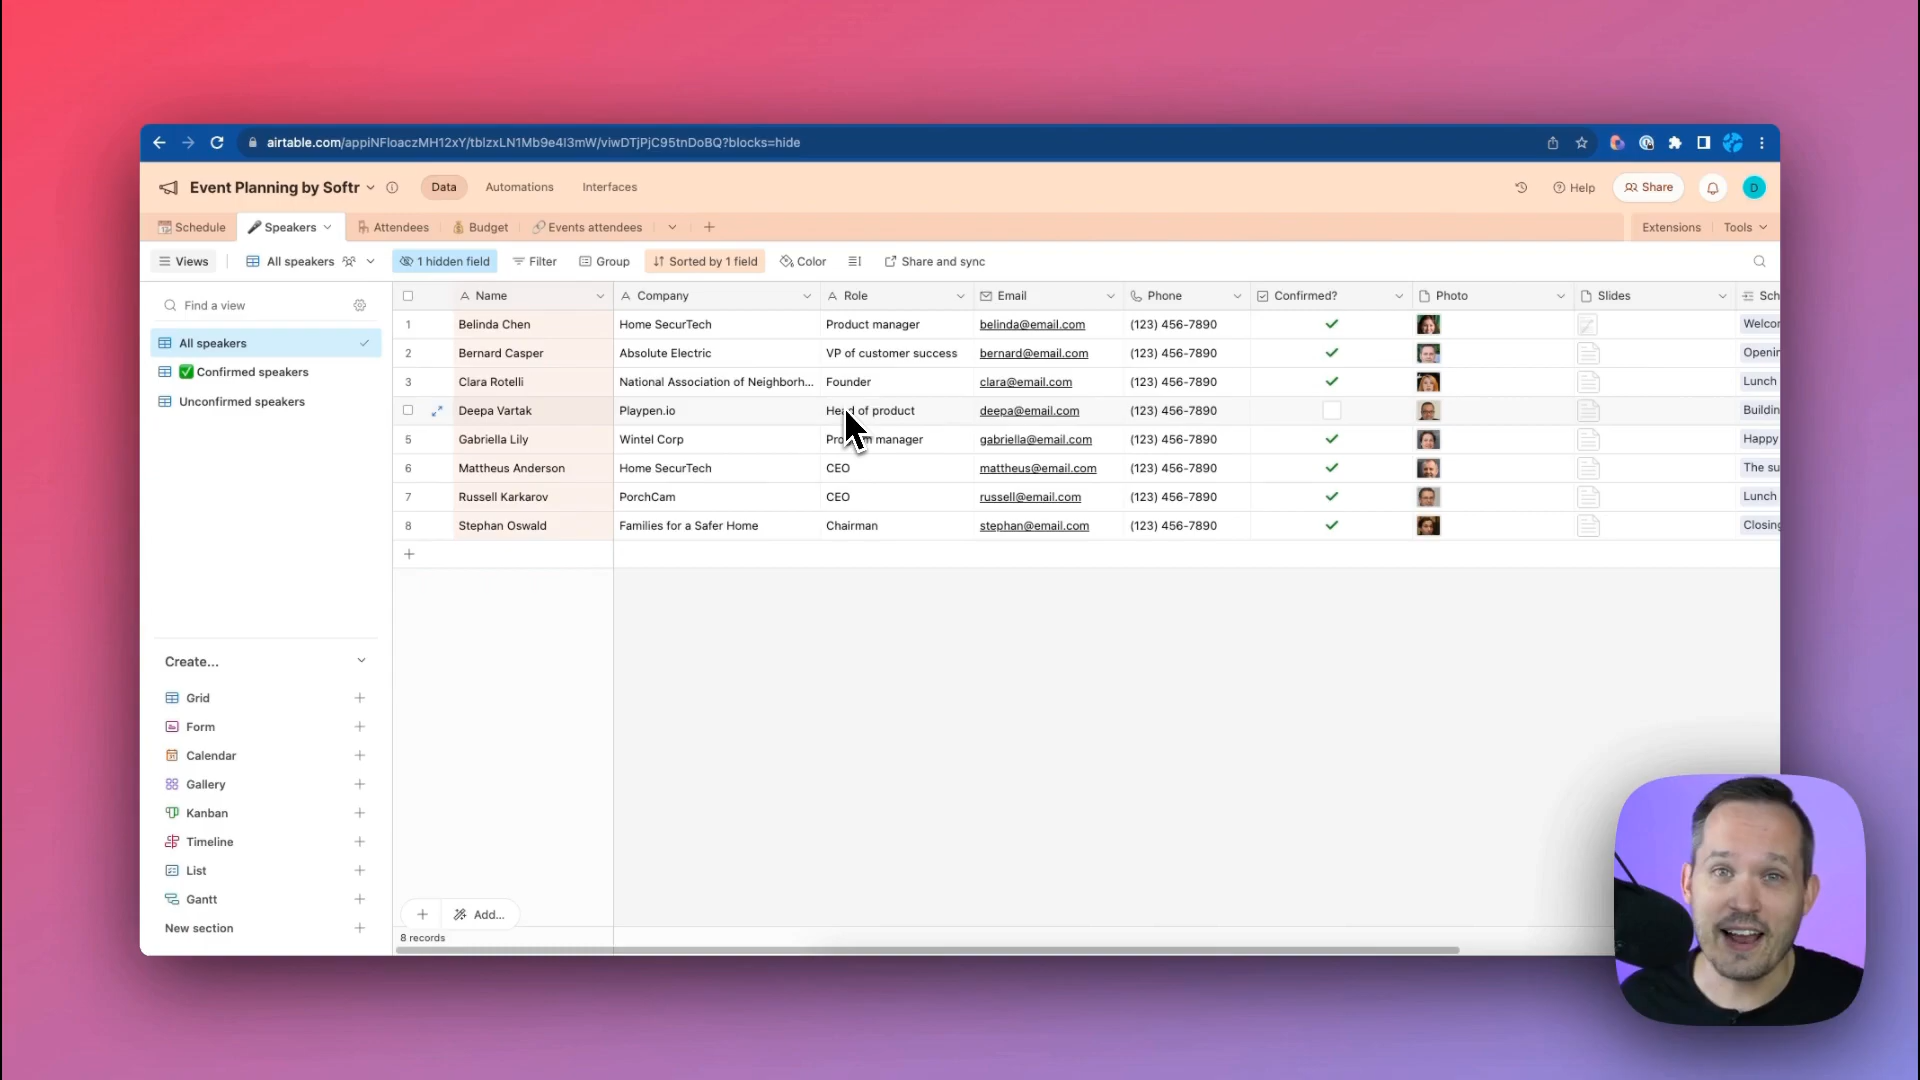 airtable.com/appiNFloaczMH12xY/tblzxLN1Mb9e4I3mW/viwDTjPjC95tnDoBQ?blocks=hide
Event Planning by Softr Data Automations Interfaces Help Share D
Schedule Speakers Attendees Budget Events attendees Extensions Tools
Views All speakers 1 hidden field Filter Group Sorted by 1 field Color Share and sync
Find a view
All speakers
Confirmed speakers
Unconfirmed speakers
Name Company Role Email Phone Confirmed? Photo Slides Sch
1 Belinda Chen Home SecurTech Product manager belinda@email.com (123) 456-7890 Welcor
2 Bernard Casper Absolute Electric VP of customer success bernard@email.com (123) 456-7890 Openin
3 Clara Rotelli National Association of Neighborh... Founder clara@email.com (123) 456-7890 Lunch
Deepa Vartak Playpen.io Head of product deepa@email.com (123) 456-7890 Buildin
5 Gabriella Lily Wintel Corp manager gabriella@email.com (123) 456-7890 Happy
6 Mattheus Anderson Home SecurTech CEO mattheus@email.com (123) 456-7890 The su
7 Russell Karkarov PorchCam CEO russell@email.com (123) 456-7890 Lunch
8 Stephan Oswald Families for a Safer Home Chairman stephan@email.com (123) 456-7890 Closing
Create...
Grid
Form
Calendar
Gallery
Kanban
Timeline
List
Gantt
New section
Add...
8 records